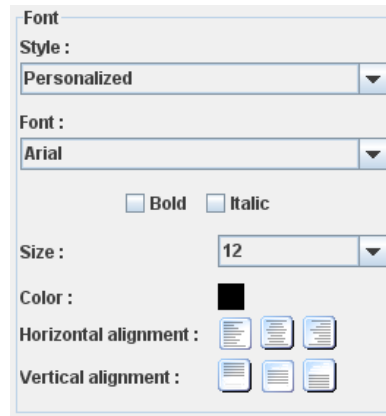 Font
Style :
Personalized
Font :
Arial
Bold Italic
Size : 12
Color :
Horizontal alignment :
Vertical alignment :